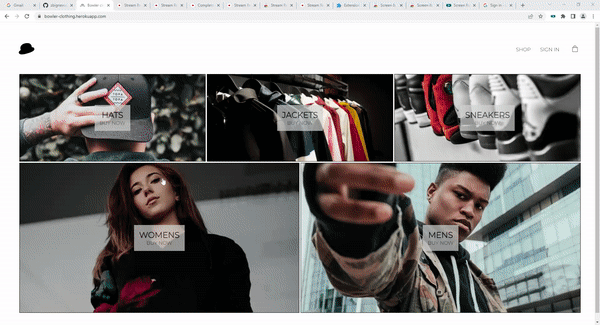 Gmail
bowler-clothing.herokuapp.com
SHOP SIGN IN
HATS
BUY NOW
JACKETS
BUY NOW
SNEAKERS
BUY NOW
WOMENS
BUY NOW
MENS
BUY NOW